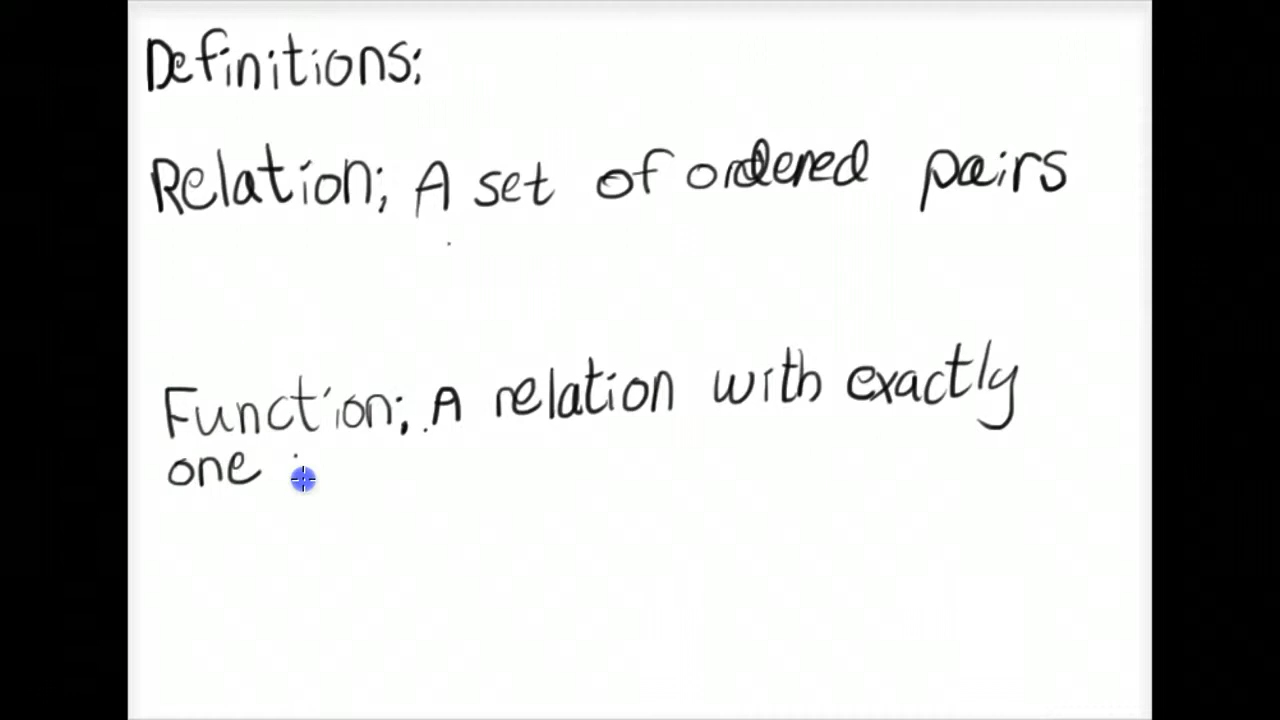 Definitions:
Relation; A set of ordered pairs
Function; A relation with exactly
one